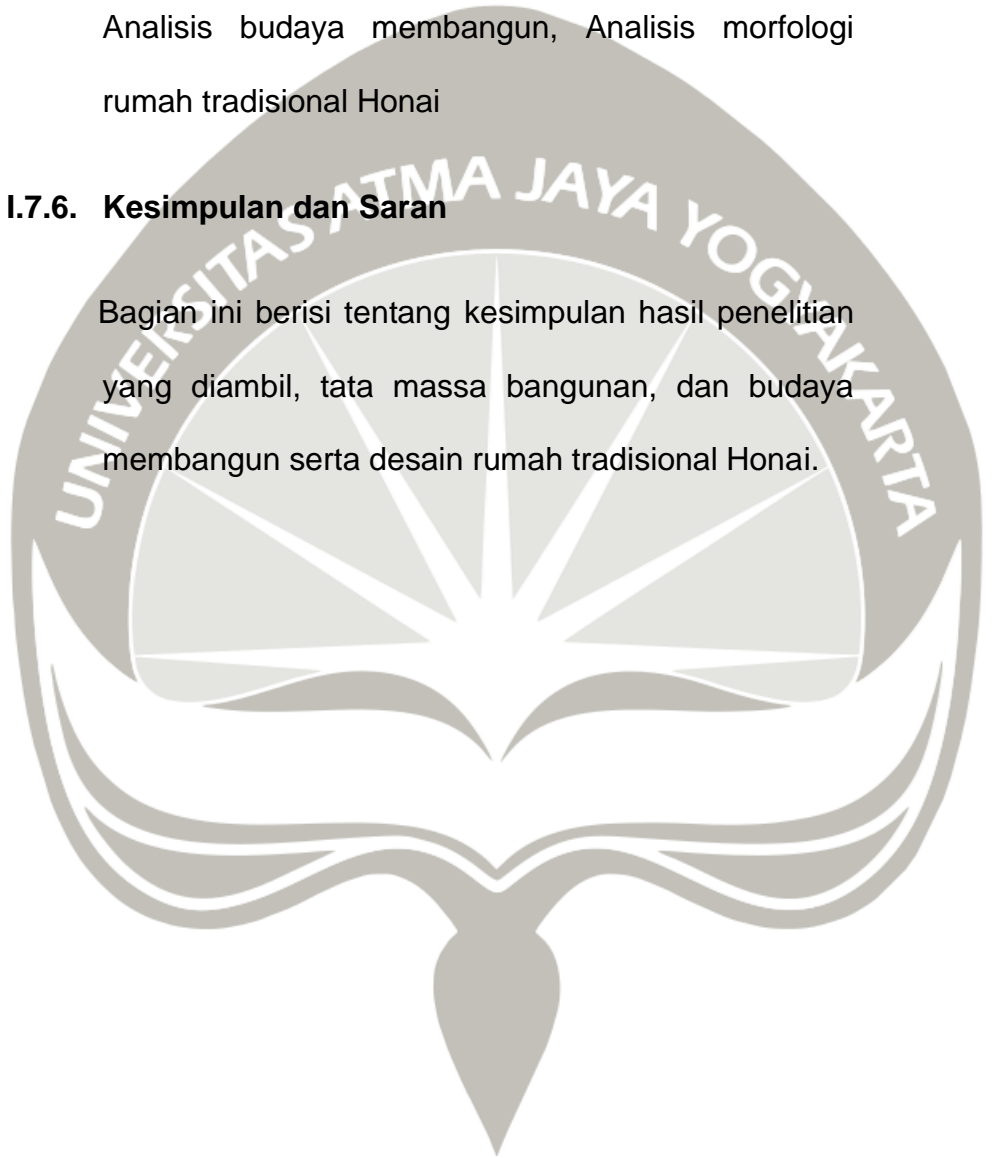 Analisis budaya membangun, Analisis morfologi
rumah tradisional Honai
I.7.6. Kesimpulan dan Saran
UNIVERSITAS ATMA JAYA YOGYAKARTA
Bagian ini berisi tentang kesimpulan hasil penelitian
yang diambil, tata massa bangunan, dan budaya
membangun serta desain rumah tradisional Honai.